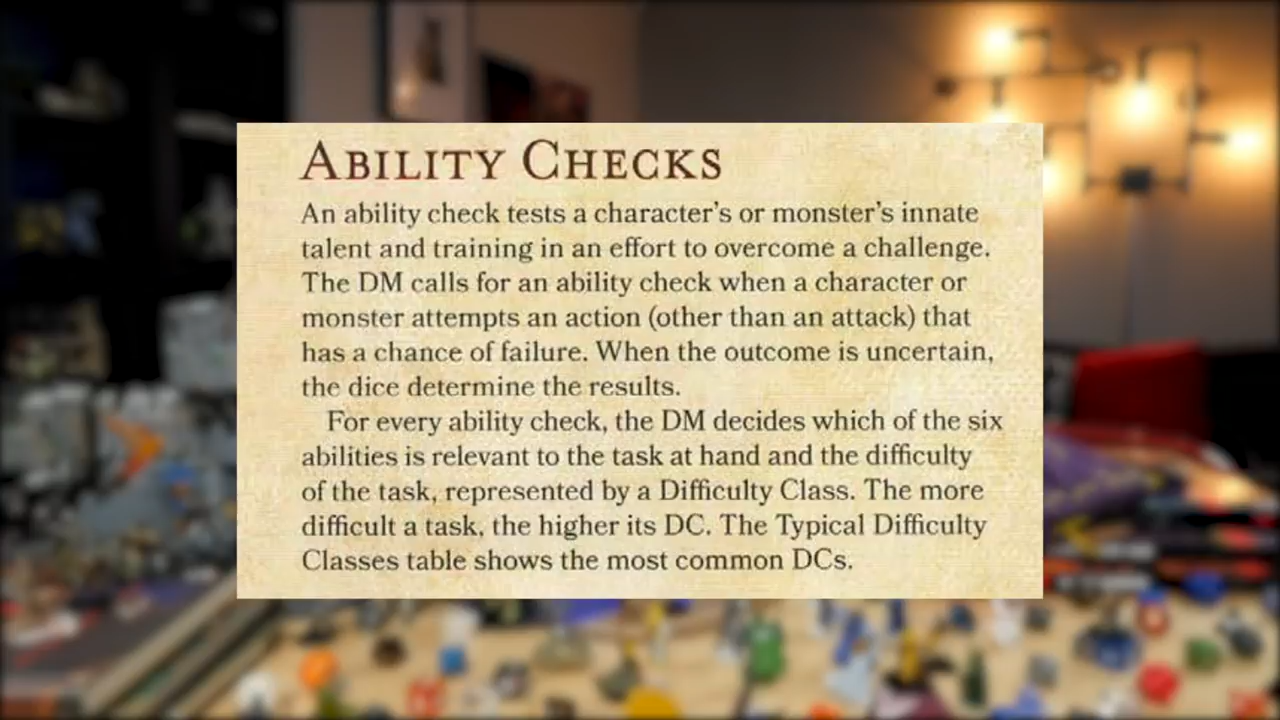 ABILITY CHECKS
An ability check tests a character's or monster's innate
talent and training in an effort to overcome a challenge.
The DM calls for an ability check when a character or
monster attempts an action (other than an attack) that
has a chance of failure. When the outcome is uncertain,
the dice determine the results.
For every ability check, the DM decides which of the six
abilities is relevant to the task at hand and the difficulty
of the task, represented by a Difficulty Class. The more
difficult a task, the higher its DC. The Typical Difficulty
Classes table shows the most common DCs.